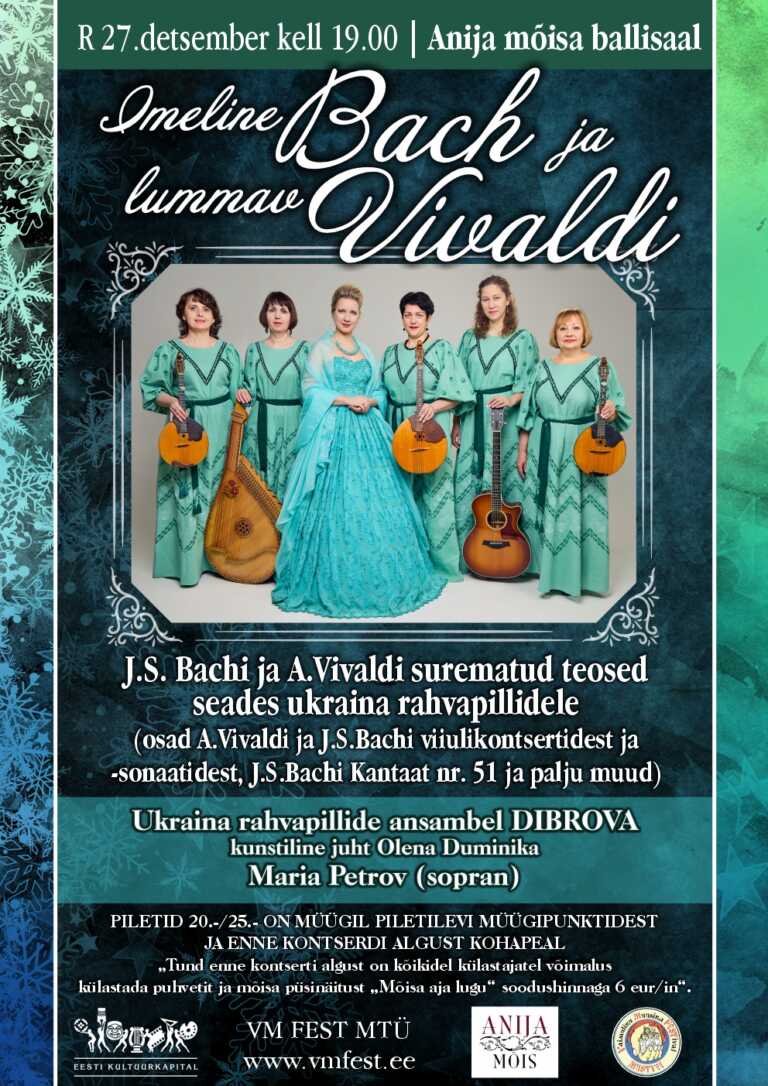 R 27.detsember kell 19.00 | Anija mõisa ballisaal
Imeline Bach ja
lummav Vivaldi
J.S. Bachi ja A.Vivaldi surematud teosed
seades ukraina rahvapillidele
(osad A.Vivaldi ja J.S.Bachi viiulikontsertidest ja
-sonaatidest, J.S.Bachi Kantaat nr. 51 ja palju muud)
Ukraina rahvapillide ansambel DIBROVA
kunstiline juht Olena Duminika
Maria Petrov (sopran)
PILETID 20.-/25.- ON MÜÜGIL PILETILEVI MÜÜGIPUNKTIDEST
JA ENNE KONTSERDI ALGUST KOHAPEAL
„Tund enne kontserti algust on kõikidel külastajatel võimalus
külastada puhvetit ja mõisa püsinäitust „Mõisa aja lugu“ soodushinnaga 6 eur/in“.
EESTI KULTUURKAPITAL
VM FEST MTÜ
www.vmfest.ee
ANIJA
MÕIS